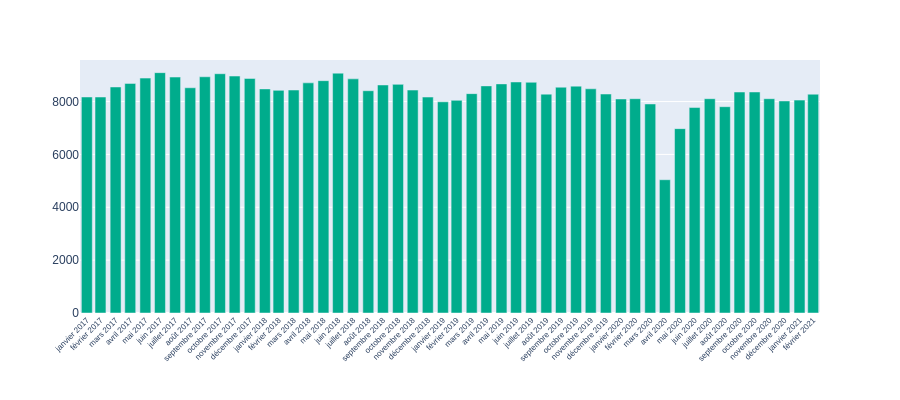 8000
6000
4000
2000
0
janvier 2017
février 2017
mars 2017
avril 2017
mai 2017
juin 2017
juillet 2017
août 2017
septembre 2017
octobre 2017
novembre 2017
décembre 2017
janvier 2018
février 2018
mars 2018
avril 2018
mai 2018
juin 2018
juillet 2018
août 2018
septembre 2018
octobre 2018
novembre 2018
décembre 2018
janvier 2019
février 2019
mars 2019
avril 2019
mai 2019
juin 2019
juillet 2019
août 2019
septembre 2019
octobre 2019
novembre 2019
décembre 2019
janvier 2020
février 2020
mars 2020
avril 2020
mai 2020
juin 2020
juillet 2020
août 2020
septembre 2020
octobre 2020
novembre 2020
décembre 2020
janvier 2021
février 2021